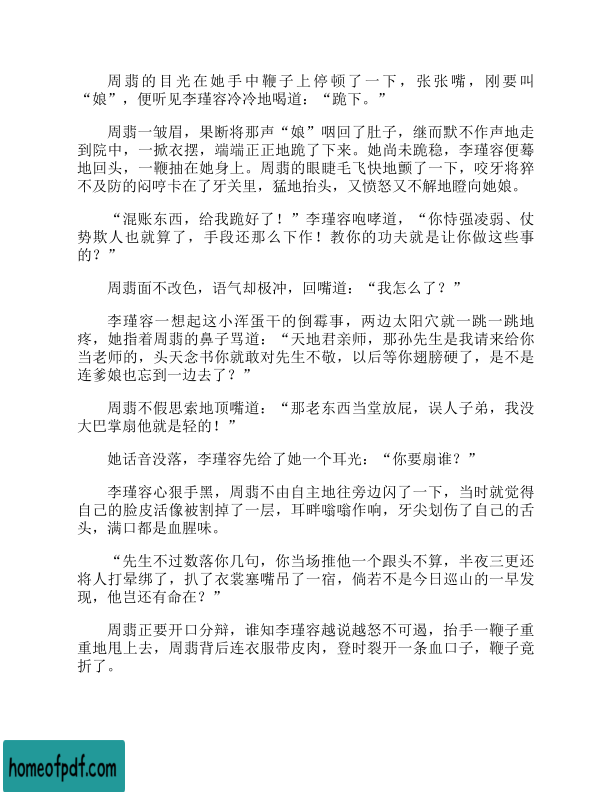 周翡的目光在她手中鞭子上停顿了一下，张张嘴，刚要叫
“娘”，便听见李瑾容冷冷地喝道：“跪下。”
周翡一皱眉，果断将那声“娘”咽回了肚子，继而默不作声地走
到院中，一掀衣摆，端端正正地跪了下来。她尚未跪稳，李瑾容便蓦
地回头，一鞭抽在她身上。周翡的眼睫毛飞快地颤了一下，咬牙将猝
不及防的闷哼卡在了牙关里，猛地抬头，又愤怒又不解地瞪向她娘。
“混账东西，给我跪好了！”李瑾容咆哮道，“你恃强凌弱、仗
势欺人也就算了，手段还那么下作！教你的功夫就是让你做这些事
的？”
周翡面不改色，语气却极冲，回嘴道：“我怎么了？”
李瑾容一想起这小浑蛋干的倒霉事，两边太阳穴就一跳一跳地
疼，她指着周翡的鼻子骂道：“天地君亲师，那孙先生是我请来给你
当老师的，头天念书你就敢对先生不敬，以后等你翅膀硬了，是不是
连爹娘也忘到一边去了？”
周翡不假思索地顶嘴道：“那老东西当堂放屁，误人子弟，我没
大巴掌扇他就是轻的！”
她话音没落，李瑾容先给了她一个耳光：“你要扇谁？”
李瑾容心狠手黑，周翡不由自主地往旁边闪了一下，当时就觉得
自己的脸皮活像被割掉了一层，耳畔嗡嗡作响，牙尖划伤了自己的舌
头，满口都是血腥味。
“先生不过数落你几句，你当场推他一个跟头不算，半夜三更还
将人打晕绑了，扒了衣裳塞嘴吊了一宿，倘若不是今日巡山的一早发
现，他岂还有命在？”
周翡正要开口分辩，谁知李瑾容越说越怒不可遏，抬手一鞭子重
重地甩上去，周翡背后连衣服带皮肉，登时裂开一条血口子，鞭子竟
折了。
homeofpdf.com